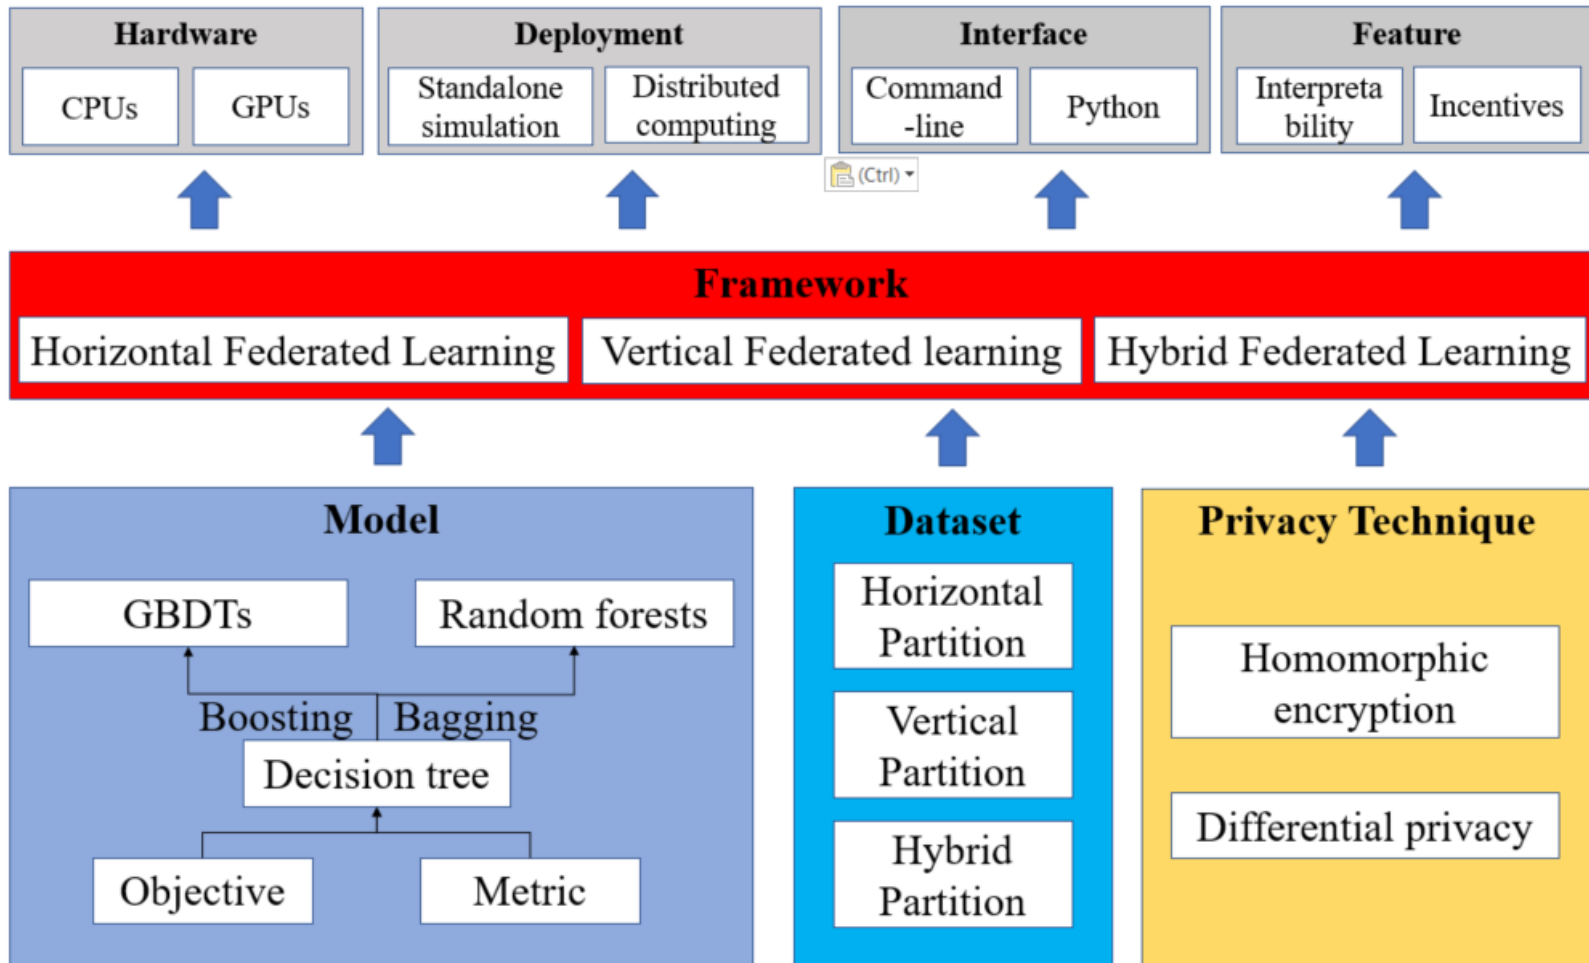 Hardware
CPUs
GPUs
Deployment
Standalone
simulation
Distributed
computing
Interface
Command
-line
Python
Feature
Interpreta
bility
Incentives
(Ctrl)
Framework
Horizontal Federated Learning
Vertical Federated learning
Hybrid Federated Learning
Model
GBDTs
Random forests
Boosting
Bagging
Decision tree
Objective
Metric
Dataset
Horizontal
Partition
Vertical
Partition
Hybrid
Partition
Privacy Technique
Homomorphic
encryption
Differential privacy